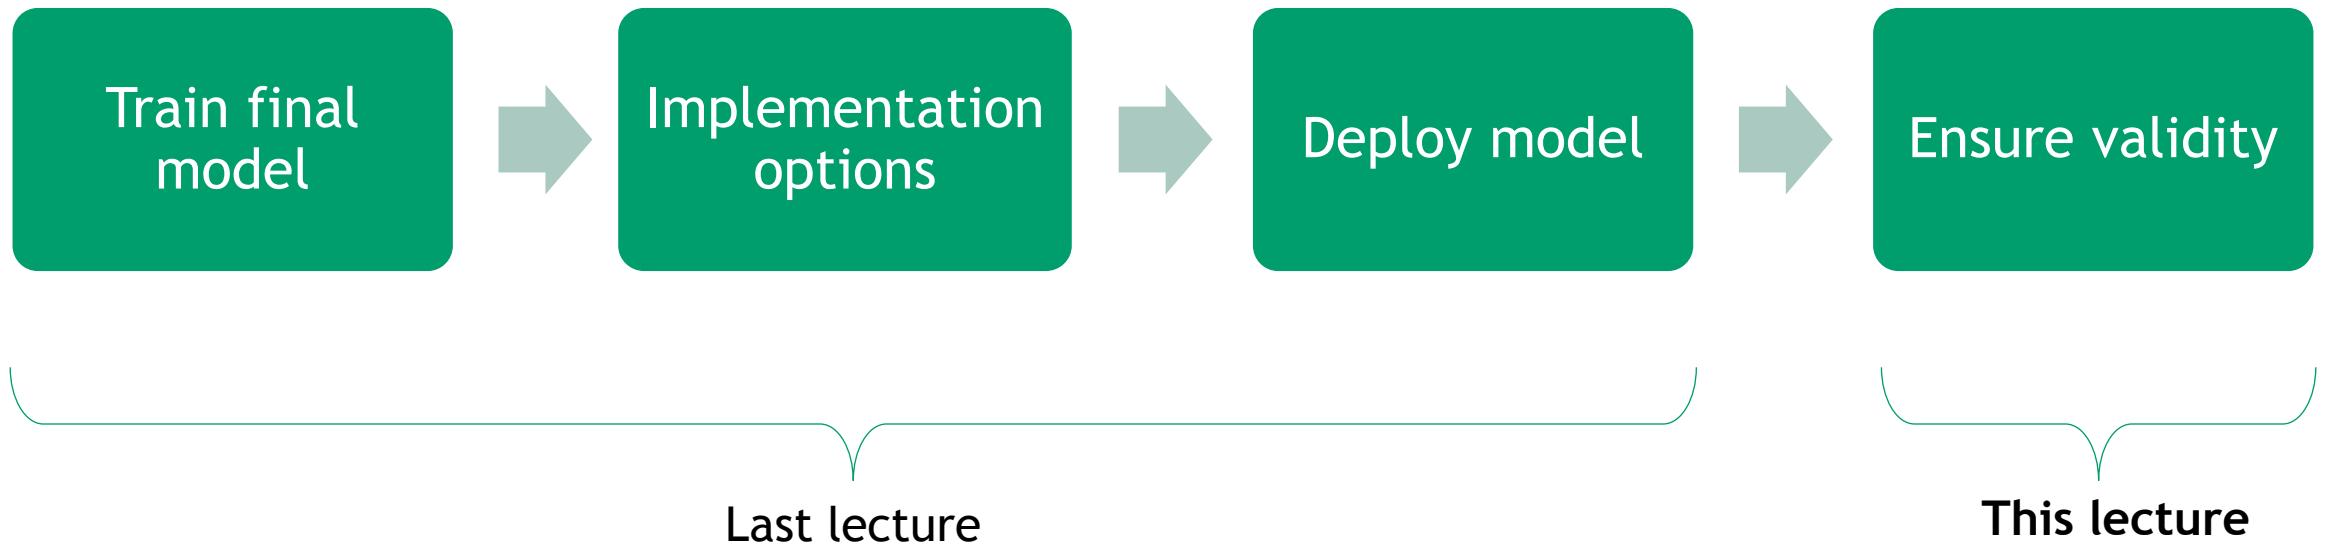 Train final
model
Implementation
options
Deploy model
Ensure validity
Last lecture
This lecture